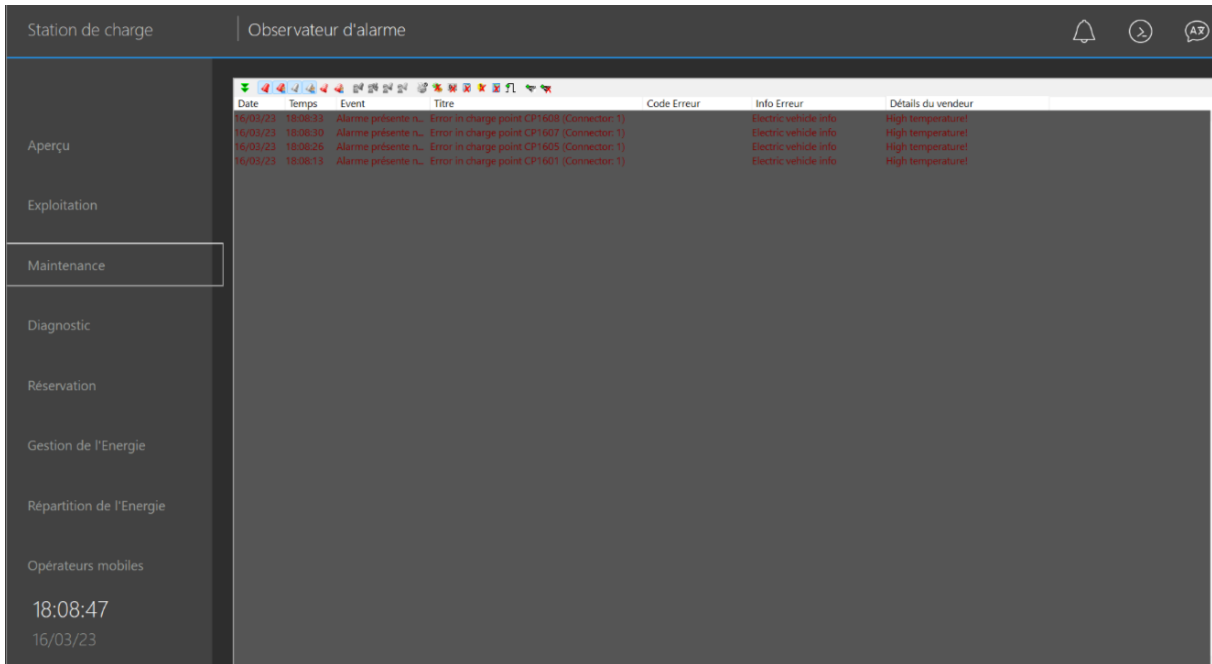 Station de charge
Observateur d'alarme
Date Temps Event Titre Code Erreur Info Erreur Détails du vendeur
16/03/23 18:08:33 Alarme présente n... Error in charge point CP1608 (Connector: 1) Electric vehicle info High temperature!
16/03/23 18:08:30 Alarme présente n... Error in charge point CP1607 (Connector: 1) Electric vehicle info High temperature!
16/03/23 18:08:26 Alarme présente n... Error in charge point CP1605 (Connector: 1) Electric vehicle info High temperature!
16/03/23 18:08:13 Alarme présente n... Error in charge point CP1601 (Connector: 1) Electric vehicle info High temperature!
Aperçu
Exploitation
Maintenance
Diagnostic
Réservation
Gestion de l'Energie
Répartition de l'Energie
Opérateurs mobiles
18:08:47
16/03/23